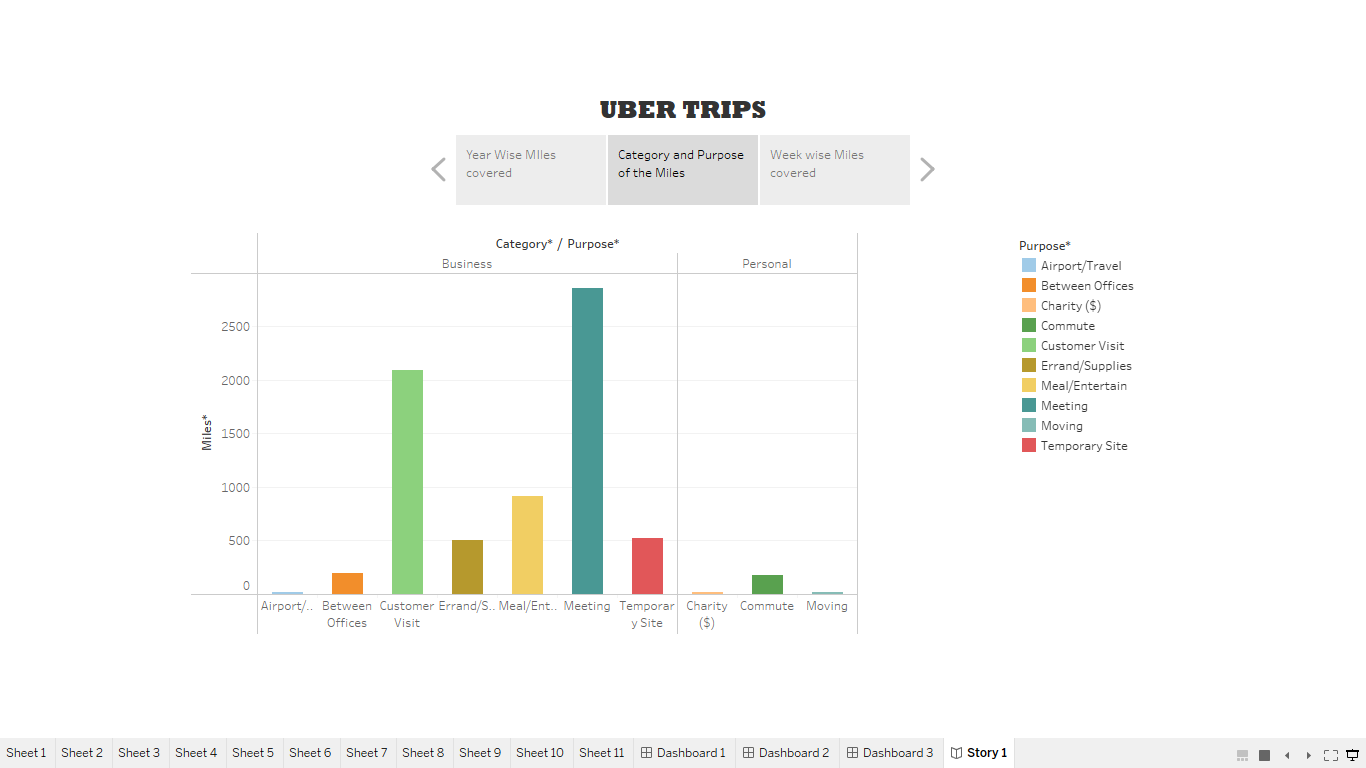 UBER TRIPS
Year Wise MIles
covered
Category and Purpose
of the Miles
Week wise Miles
covered
Category* / Purpose*
Business
Personal
Miles*
2500
2000
1500
1000
500
0
Airport/..
Between
Offices
Customer
Visit
Errand/S..
Meal/Ent..
Meeting
Temporar
y Site
Charity
($)
Commute
Moving
Purpose*
Airport/Travel
Between Offices
Charity ($)
Commute
Customer Visit
Errand/Supplies
Meal/Entertain
Meeting
Moving
Temporary Site
Sheet 1
Sheet 2
Sheet 3
Sheet 4
Sheet 5
Sheet 6
Sheet 7
Sheet 8
Sheet 9
Sheet 10
Sheet 11
Dashboard 1
Dashboard 2
Dashboard 3
Story 1